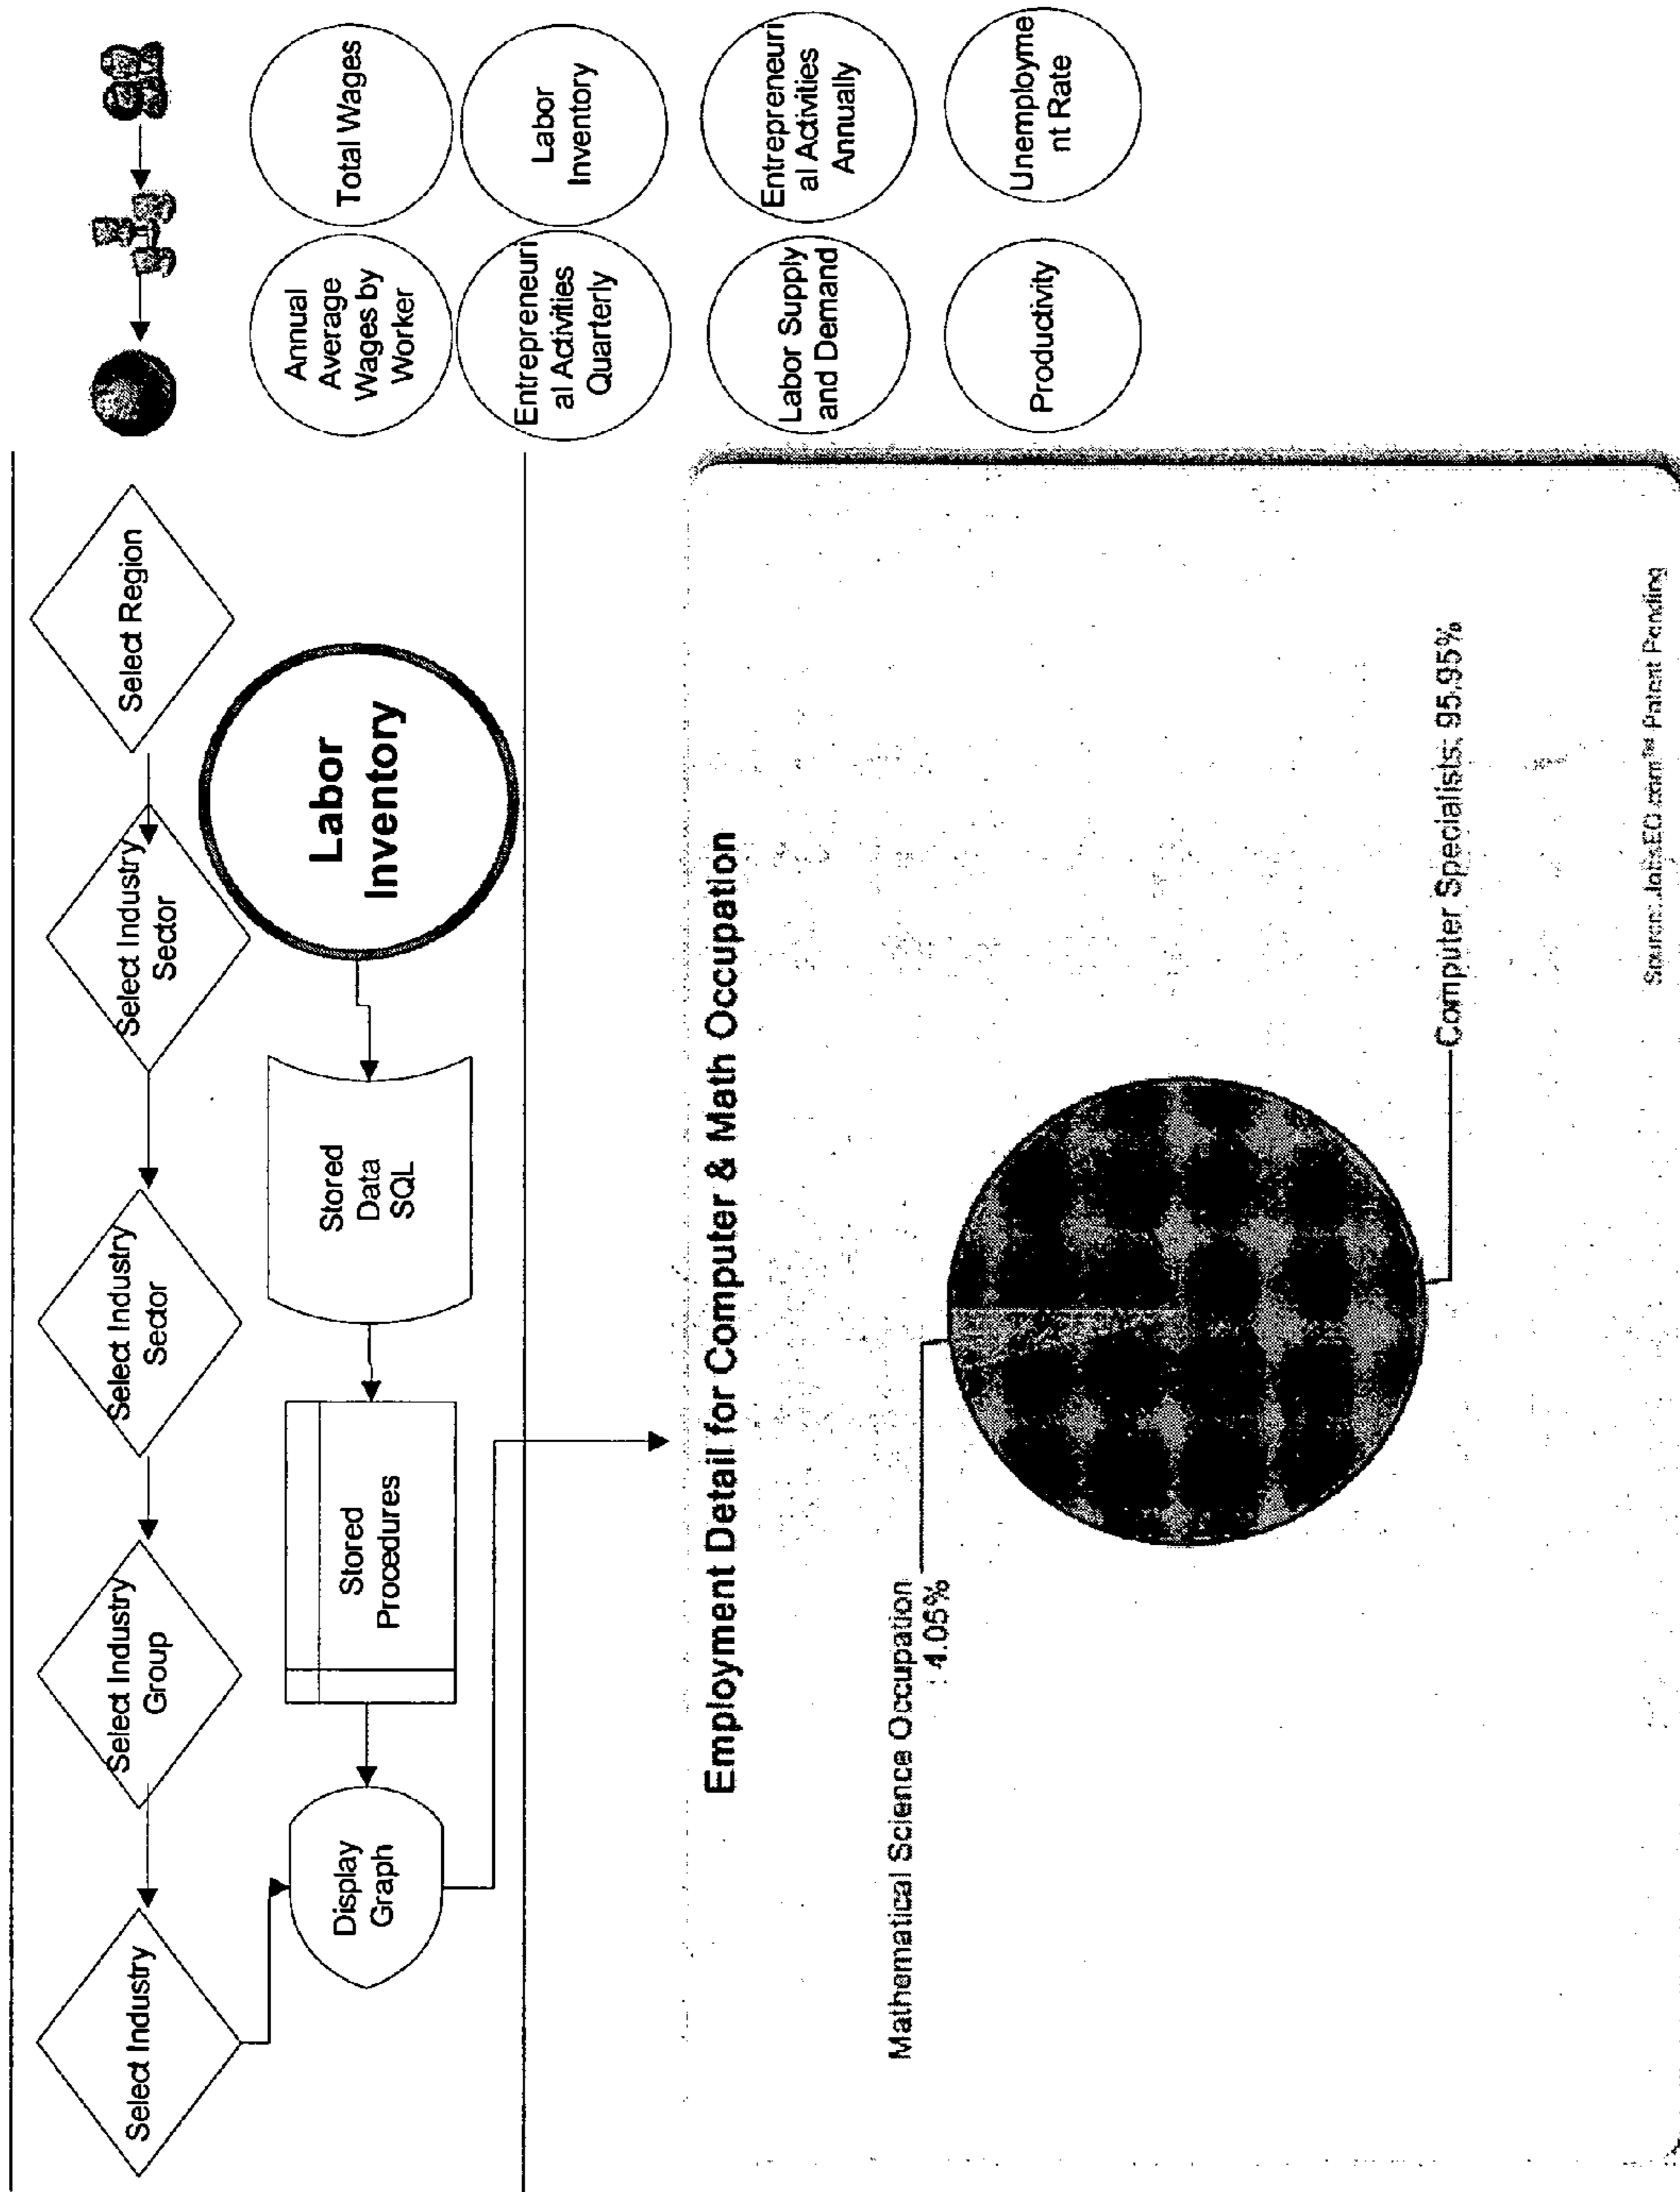 Select Industry
Select Industry
Group
Select Industry
Sector
Select Industry
Sector
Select Region
Display
Graph
Stored
Procedures
Stored
Data
SQL
Labor
Inventory
Annual
Average
Wages by
Worker
Total Wages
Entrepreneuri
al Activities
Quarterly
Labor
Inventory
Labor Supply
and Demand
Entrepreneuri
al Activities
Annually
Productivity
Unemployme
nt Rate
Employment Detail for Computer & Math Occupation
Mathematical Science Occupation
: 4.05%
Computer Specialists: 95.95%
Source: JobsEQ.com™ Patent Pending